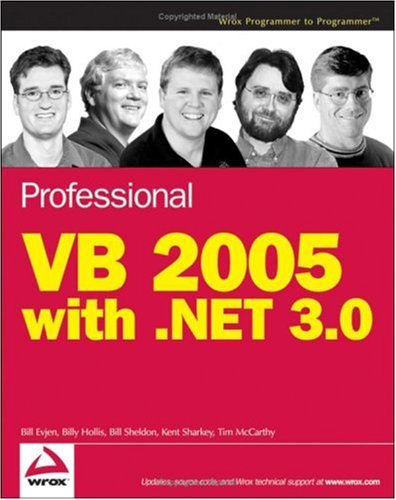 Copyrighted Material
Wrox Programmer to Programmer™
Professional
VB 2005
with .NET 3.0
Bill Evjen, Billy Hollis, Bill Sheldon, Kent Sharkey, Tim McCarthy
wrox
Updates, source code, and Wrox technical support at www.wrox.com